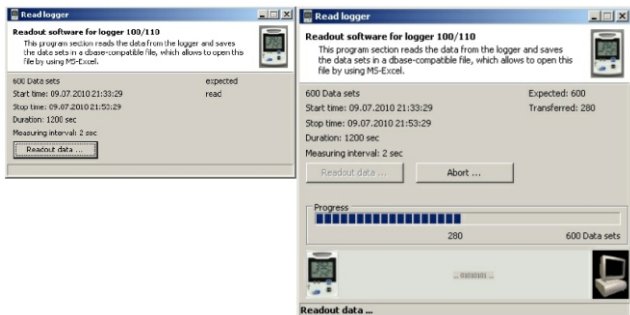 Read logger
Readout software for logger 100/110
This program section reads the data from the logger and saves
the data sets in a dbase-compatible file, which allows to open this
file by using MS-Excel.
600 Data sets
expected
Start time: 09.07.2010 21:33:29
read
Stop time: 09.07.2010 21:53:29
Duration: 1200 sec
Measuring interval: 2 sec
Readout data ...
Read logger
Readout software for logger 100/110
This program section reads the data from the logger and saves
the data sets in a dbase-compatible file, which allows to open this
file by using MS-Excel.
600 Data sets
Expected: 600
Start time: 09.07.2010 21:33:29
Transferred: 280
Stop time: 09.07.2010 21:53:29
Duration: 1200 sec
Measuring interval: 2 sec
Readout data ...
Abort ...
Progress
280
600 Data sets
Readout data ...